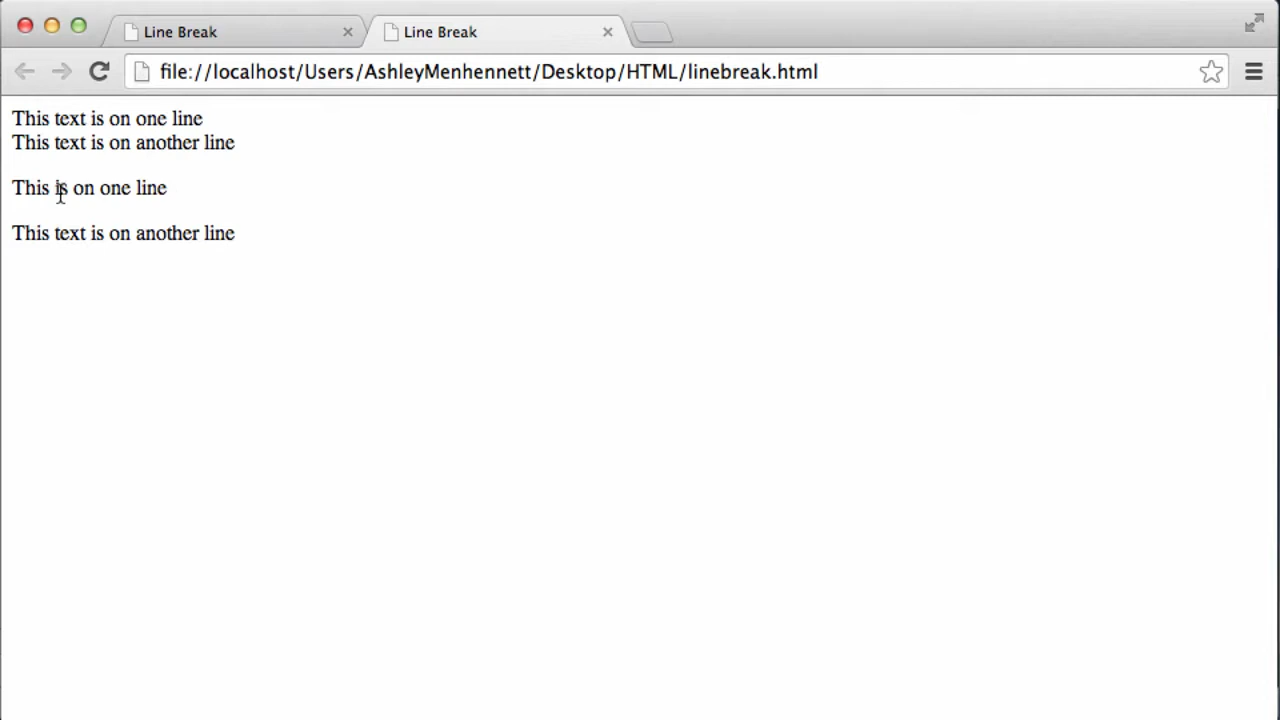 Line Break
Line Break
file://localhost/Users/AshleyMenhennett/Desktop/HTML/linebreak.html
This text is on one line
This text is on another line
This is on one line
This text is on another line